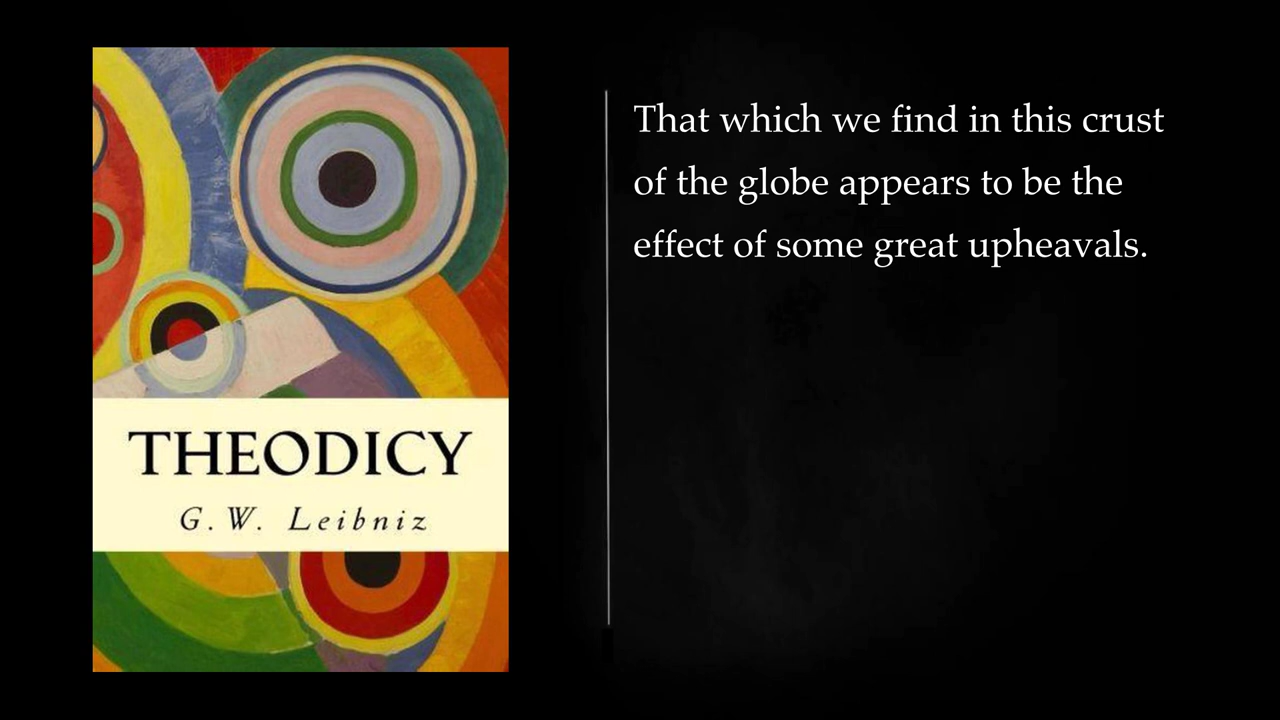 THEODICY
G. W. Leibniz
That which we find in this crust
of the globe appears to be the
effect of some great upheavals.